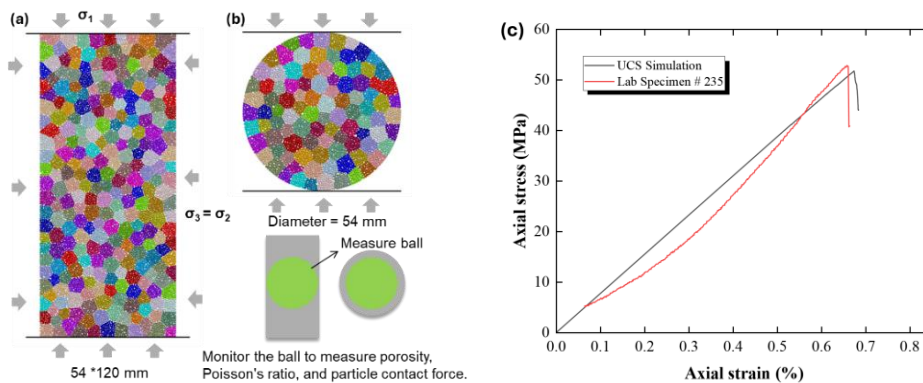 (a)
σ1
σ3 = σ2
54 *120 mm
(b)
Diameter = 54 mm
Measure ball
Monitor the ball to measure porosity,
Poisson's ratio, and particle contact force.
(c)
UCS Simulation
Lab Specimen # 235
Axial stress (MPa)
60
50
40
30
20
10
0
0.0 0.1 0.2 0.3 0.4 0.5 0.6 0.7 0.8
Axial strain (%)